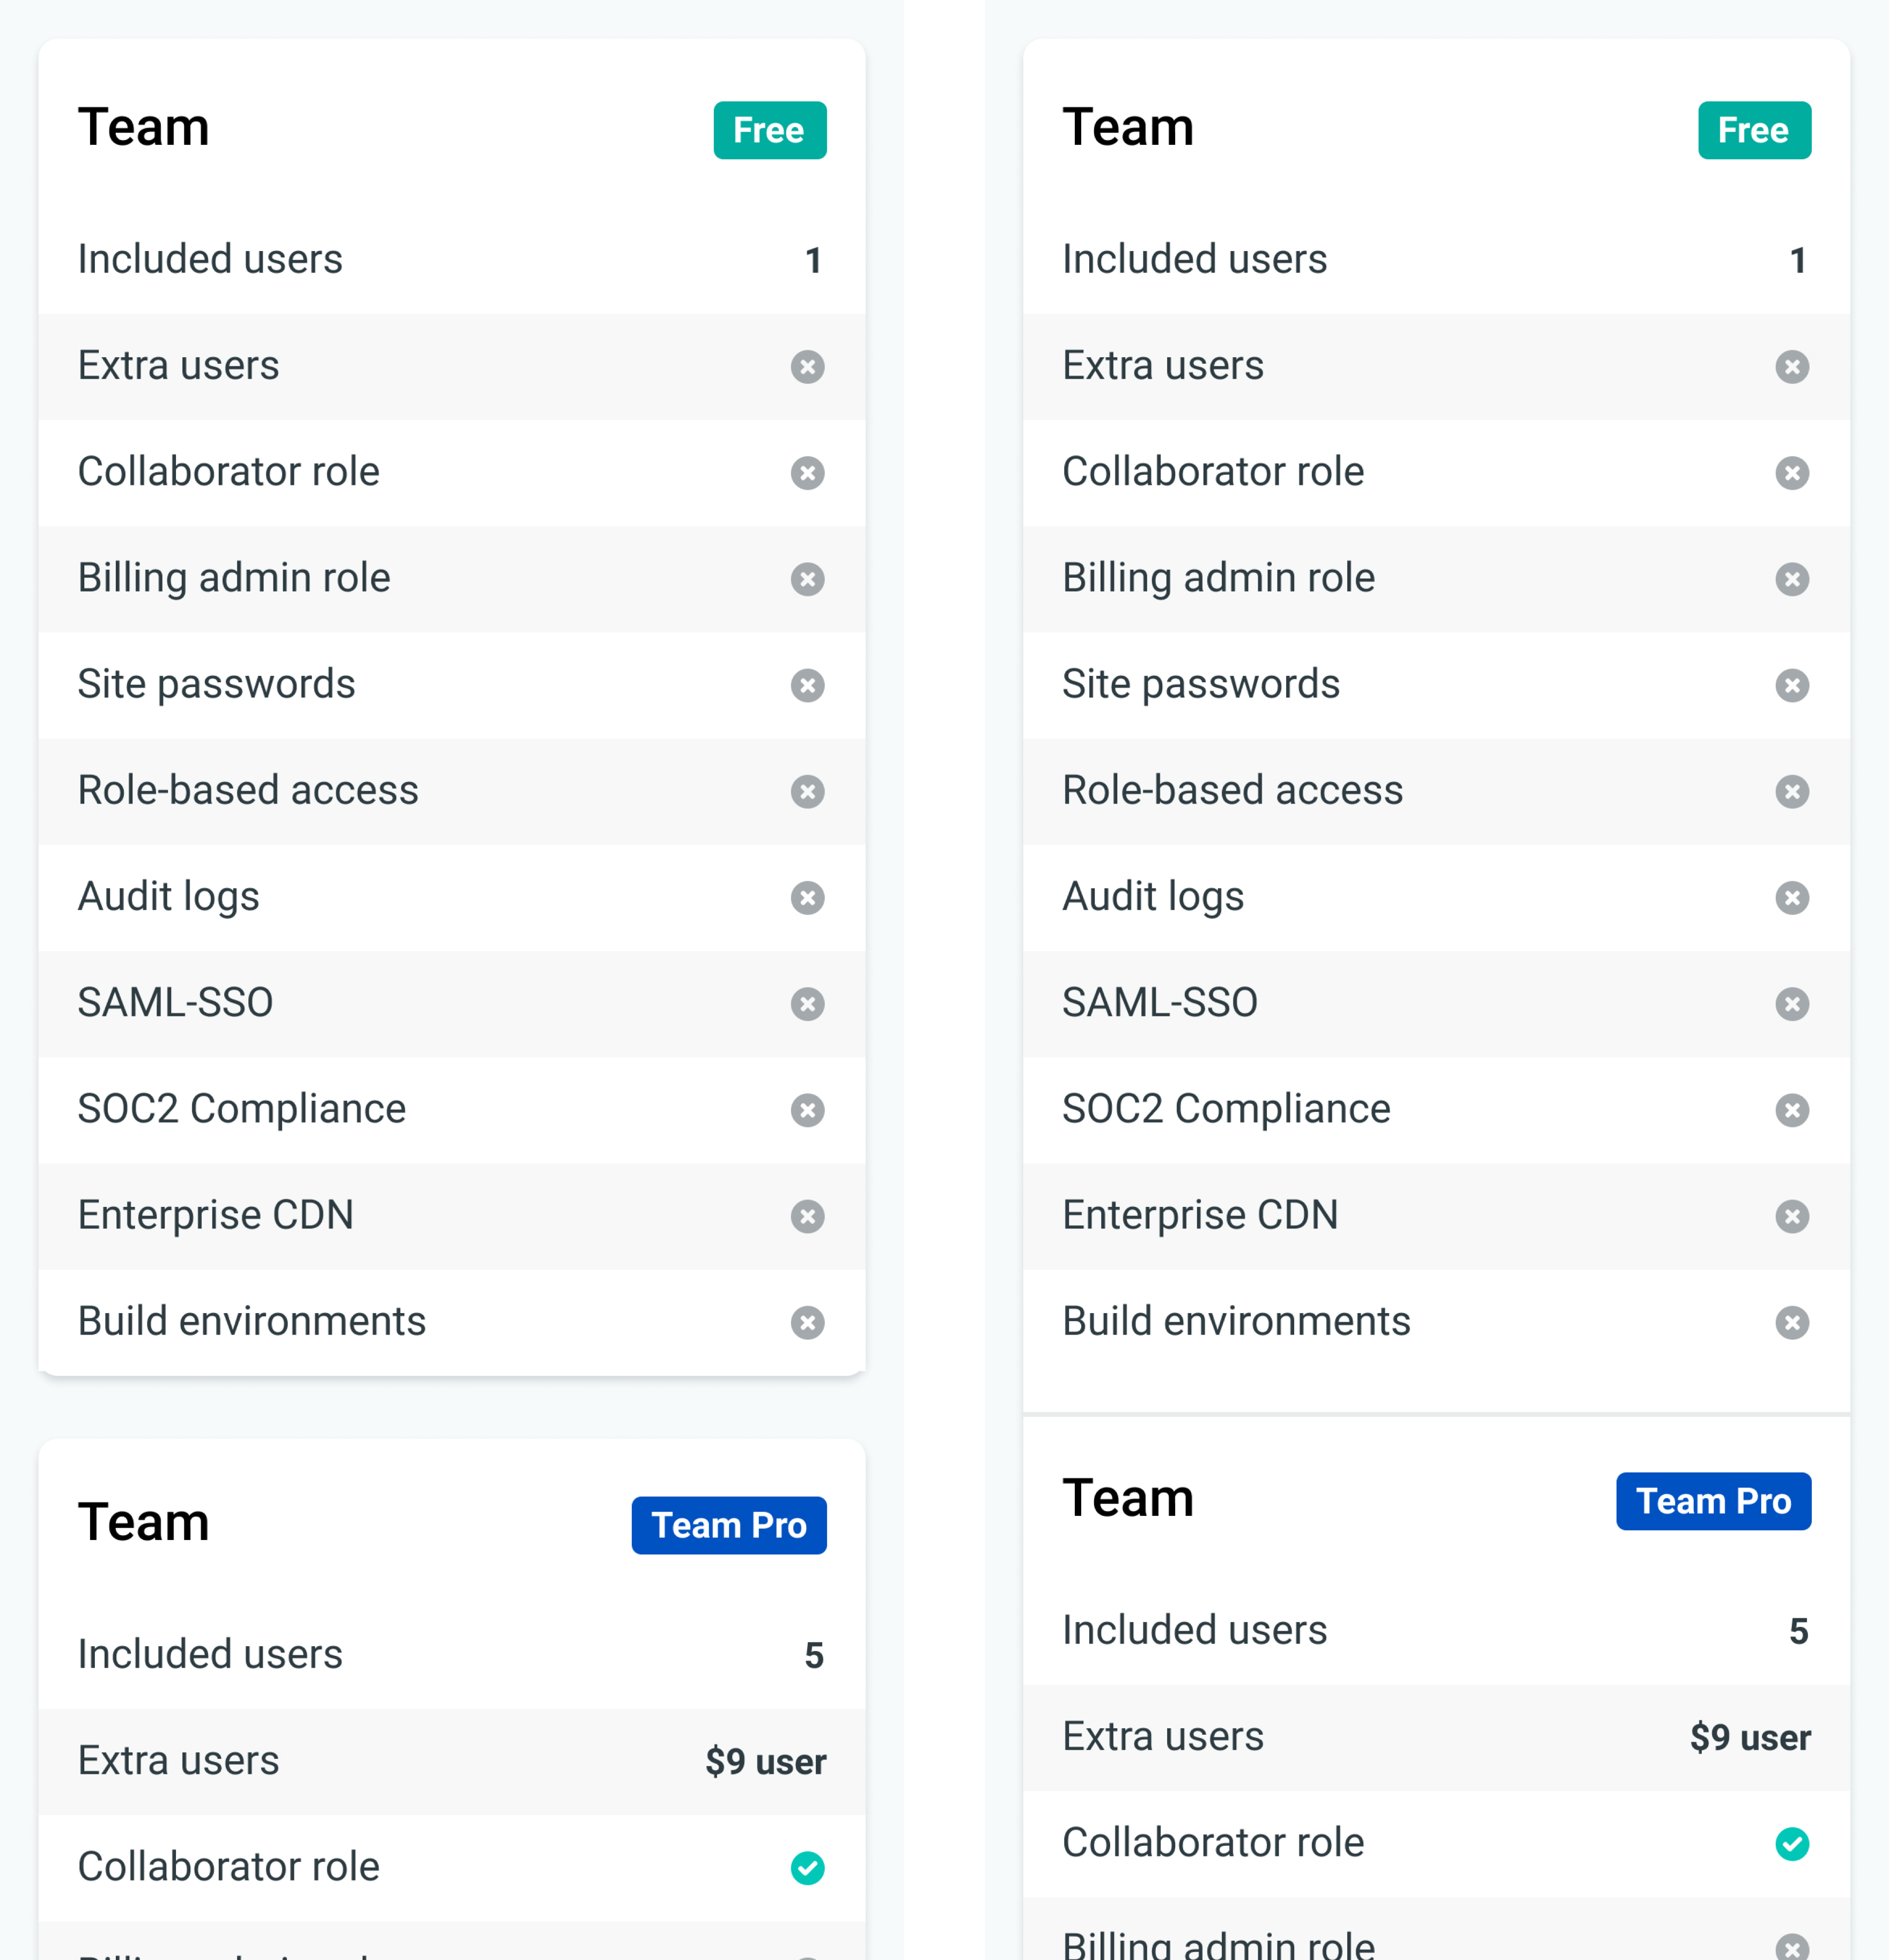 Team Free
Included users 1
Extra users
Collaborator role
Billing admin role
Site passwords
Role-based access
Audit logs
SAML-SSO
SOC2 Compliance
Enterprise CDN
Build environments
Team Team Pro
Included users 5
Extra users $9 user
Collaborator role
Team Free
Included users 1
Extra users
Collaborator role
Billing admin role
Site passwords
Role-based access
Audit logs
SAML-SSO
SOC2 Compliance
Enterprise CDN
Build environments
Team Team Pro
Included users 5
Extra users $9 user
Collaborator role
Billing admin role